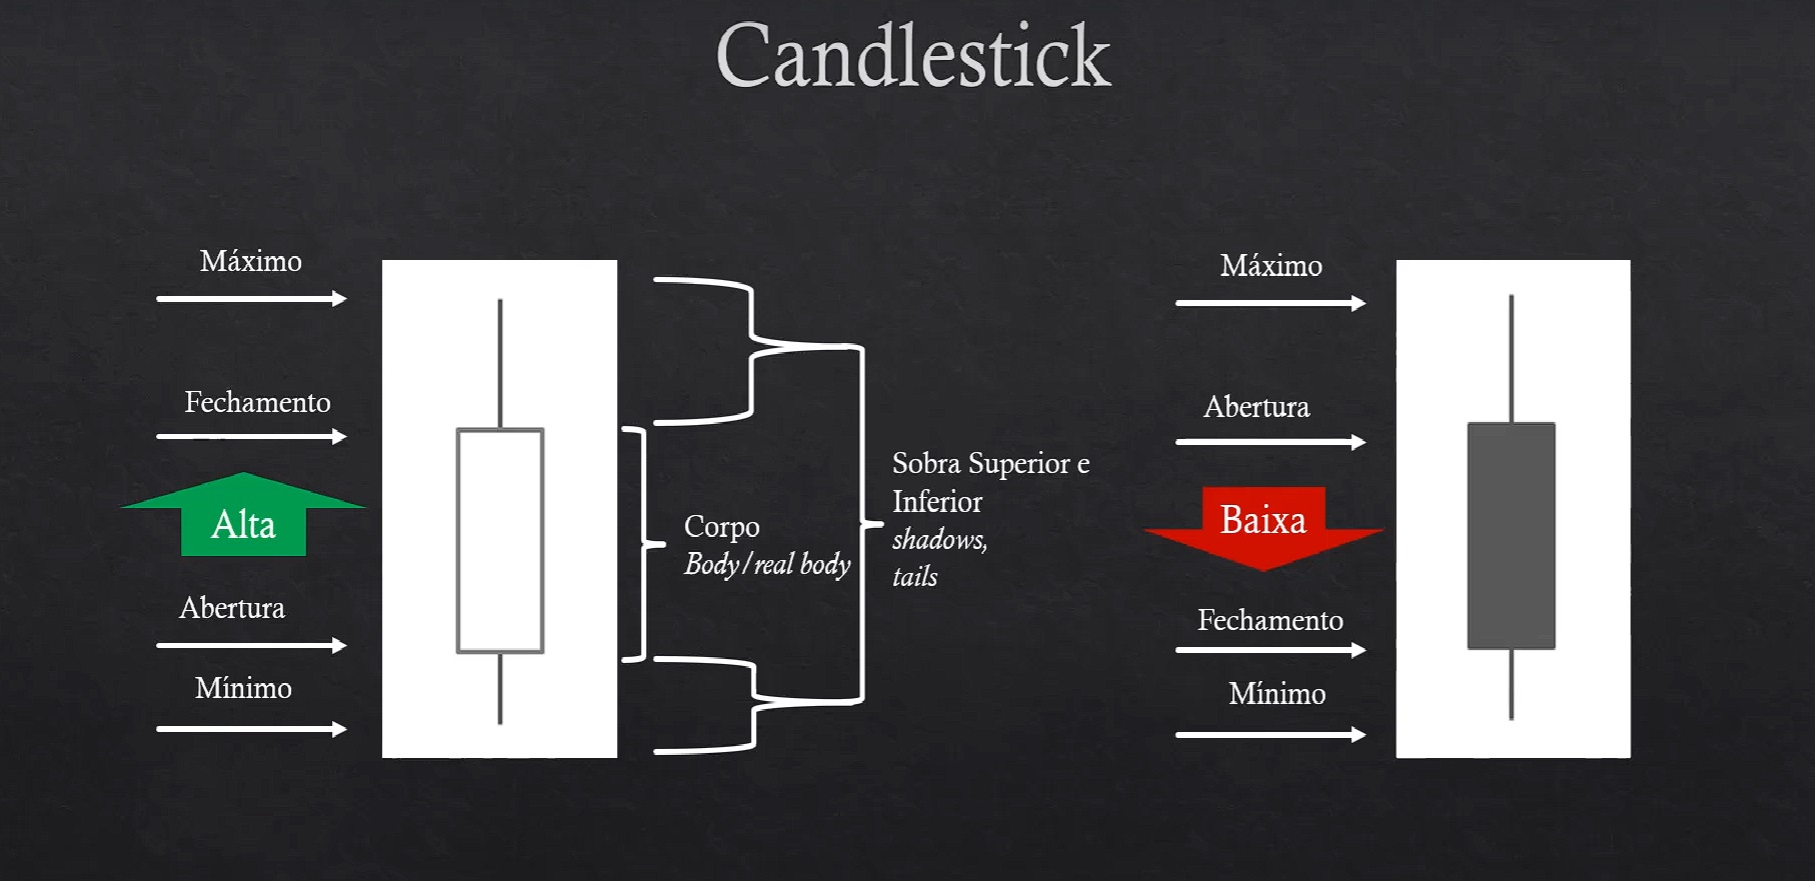 Candlestick
Máximo
Fechamento
Alta
Abertura
Mínimo
Corpo
Body/real body
Sobra Superior e
Inferior
shadows,
tails
Máximo
Abertura
Baixa
Fechamento
Mínimo